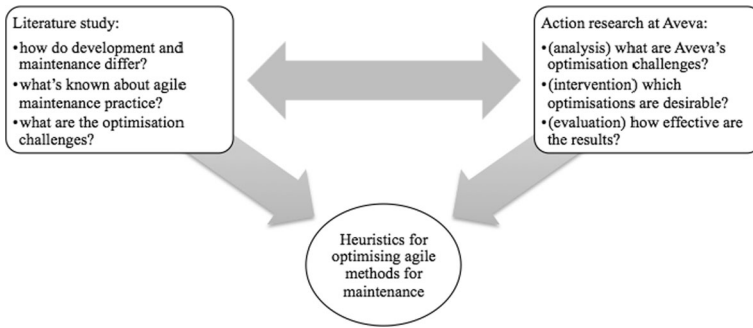 Literature study:
•how do development and
maintenance differ?
•what's known about agile
maintenance practice?
•what are the optimisation
challenges?
Action research at Aveva:
•(analysis) what are Aveva's
optimisation challenges?
•(intervention) which
optimisations are desirable?
•(evaluation) how effective are
the results?
Heuristics for
optimising agile
methods for
maintenance